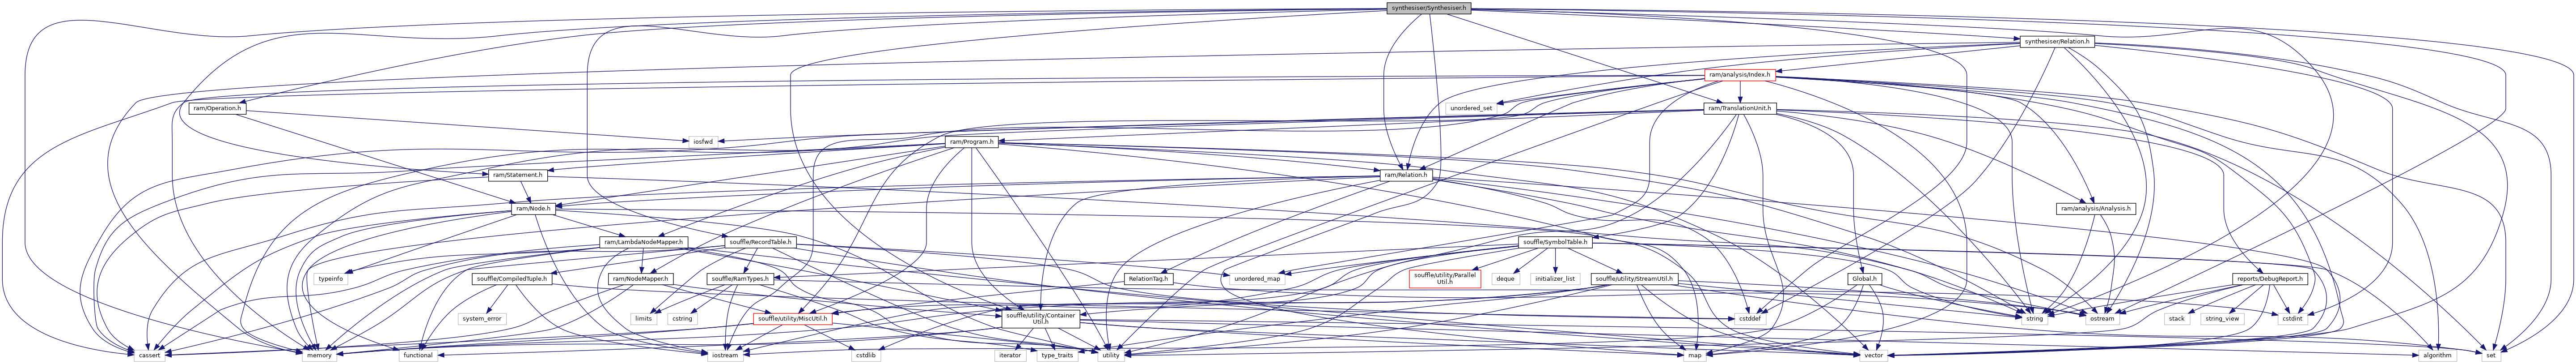 synthesiser/Synthesiser.h
synthesiser/Relation.h
ram/analysis/Index.h
ram/Operation.h
unordered_set
ram/TranslationUnit.h
iosfwd
ram/Program.h
ram/Statement.h
ram/Relation.h
ram/Node.h
ram/analysis/Analysis.h
ram/LambdaNodeMapper.h
souffle/RecordTable.h
souffle/SymbolTable.h
typeinfo
souffle/CompiledTuple.h
ram/NodeMapper.h
souffle/RamTypes.h
RelationTag.h
unordered_map
souffle/utility/Parallel
Util.h
deque
initializer_list
souffle/utility/StreamUtil.h
Global.h
reports/DebugReport.h
system_error
limits
cstring
souffle/utility/MiscUtil.h
souffle/utility/Container
Util.h
cstddef
string
ostream
stack
string_view
cstdint
cassert
memory
functional
iostream
cstdlib
iterator
type_traits
utility
map
vector
algorithm
set